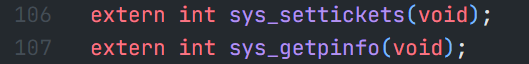 106 extern int sys_settickets(void);
107 extern int sys_getpinfo(void);